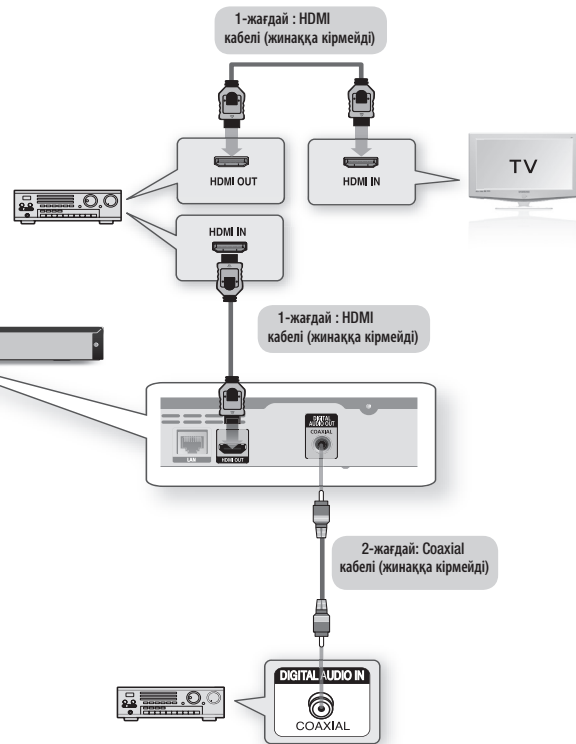 1-жағдай : HDMI
кабелі (жинаққа кірмейді)
HDMI OUT
HDMI IN
TV
HDMI IN
1-жағдай : HDMI
кабелі (жинаққа кірмейді)
DIGITAL
AUDIO OUT
COAXIAL
LAN
HDMI OUT
2-жағдай: Coaxial
кабелі (жинаққа кірмейді)
DIGITAL AUDIO IN
COAXIAL